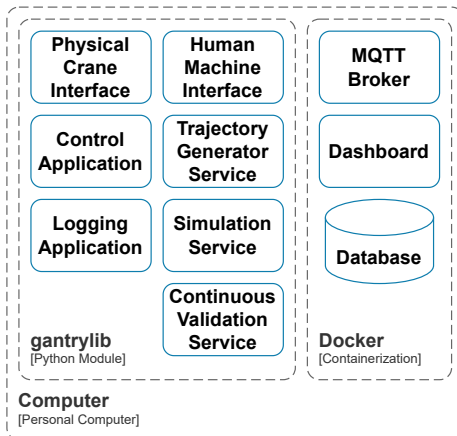 Physical
Crane
Interface
Human
Machine
Interface
Control
Application
Trajectory
Generator
Service
Logging
Application
Simulation
Service
Continuous
Validation
Service
gantrylib
[Python Module]
MQTT
Broker
Dashboard
Database
Docker
[Containerization]
Computer
[Personal Computer]